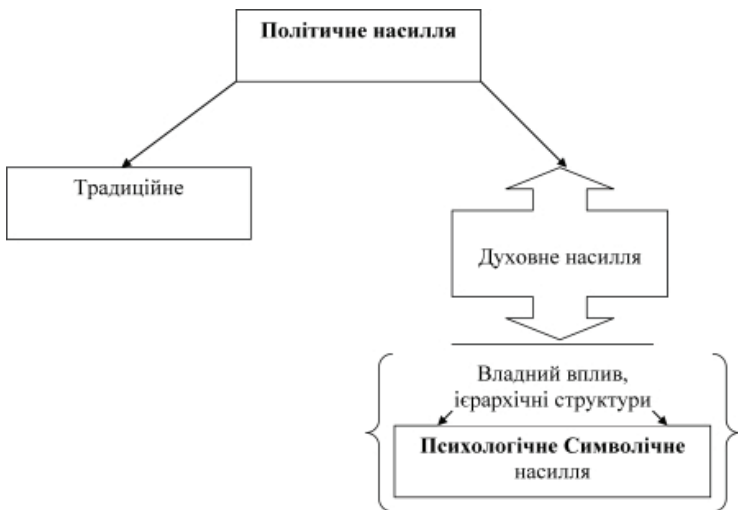 Політичне насилля
Традиційне
Духовне насилля
Владний вплив,
ієрархічні структури
Психологічне Символічне
насилля